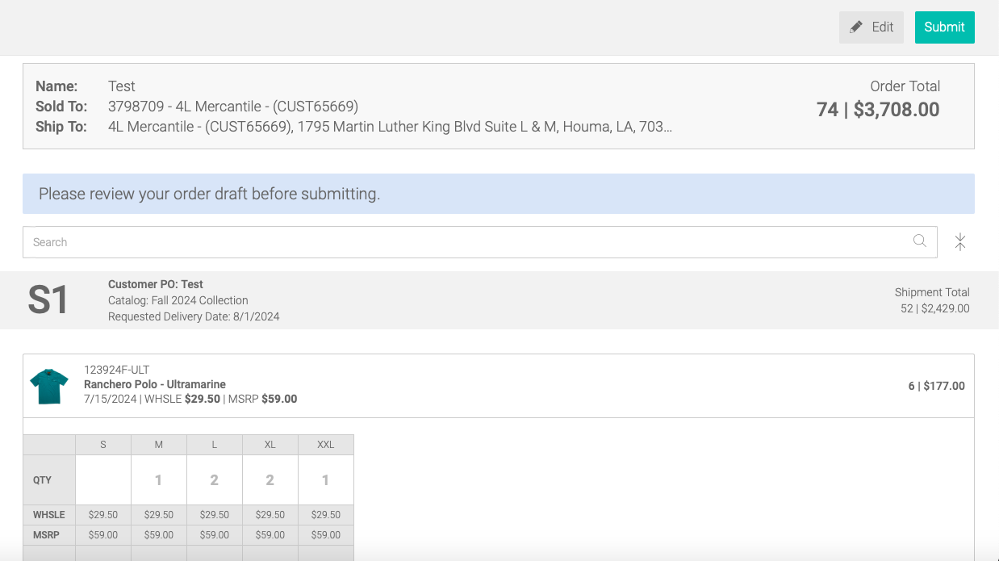 Edit Submit
Name: Test
Order Total
Sold To: 3798709 - 4L Mercantile - (CUST65669)
74 | $3,708.00
Ship To: 4L Mercantile - (CUST65669), 1795 Martin Luther King Blvd Suite L & M, Houma, LA, 703...
Please review your order draft before submitting.
Search
S1
Customer PO: Test
Catalog: Fall 2024 Collection
Requested Delivery Date: 8/1/2024
Shipment Total
52 | $2,429.00
123924F-ULT
Ranchero Polo - Ultramarine
7/15/2024 | WHSLE $29.50 | MSRP $59.00
6 | $177.00
S M L XL XXL
QTY 1 2 2 1
WHSLE $29.50 $29.50 $29.50 $29.50 $29.50
MSRP $59.00 $59.00 $59.00 $59.00 $59.00